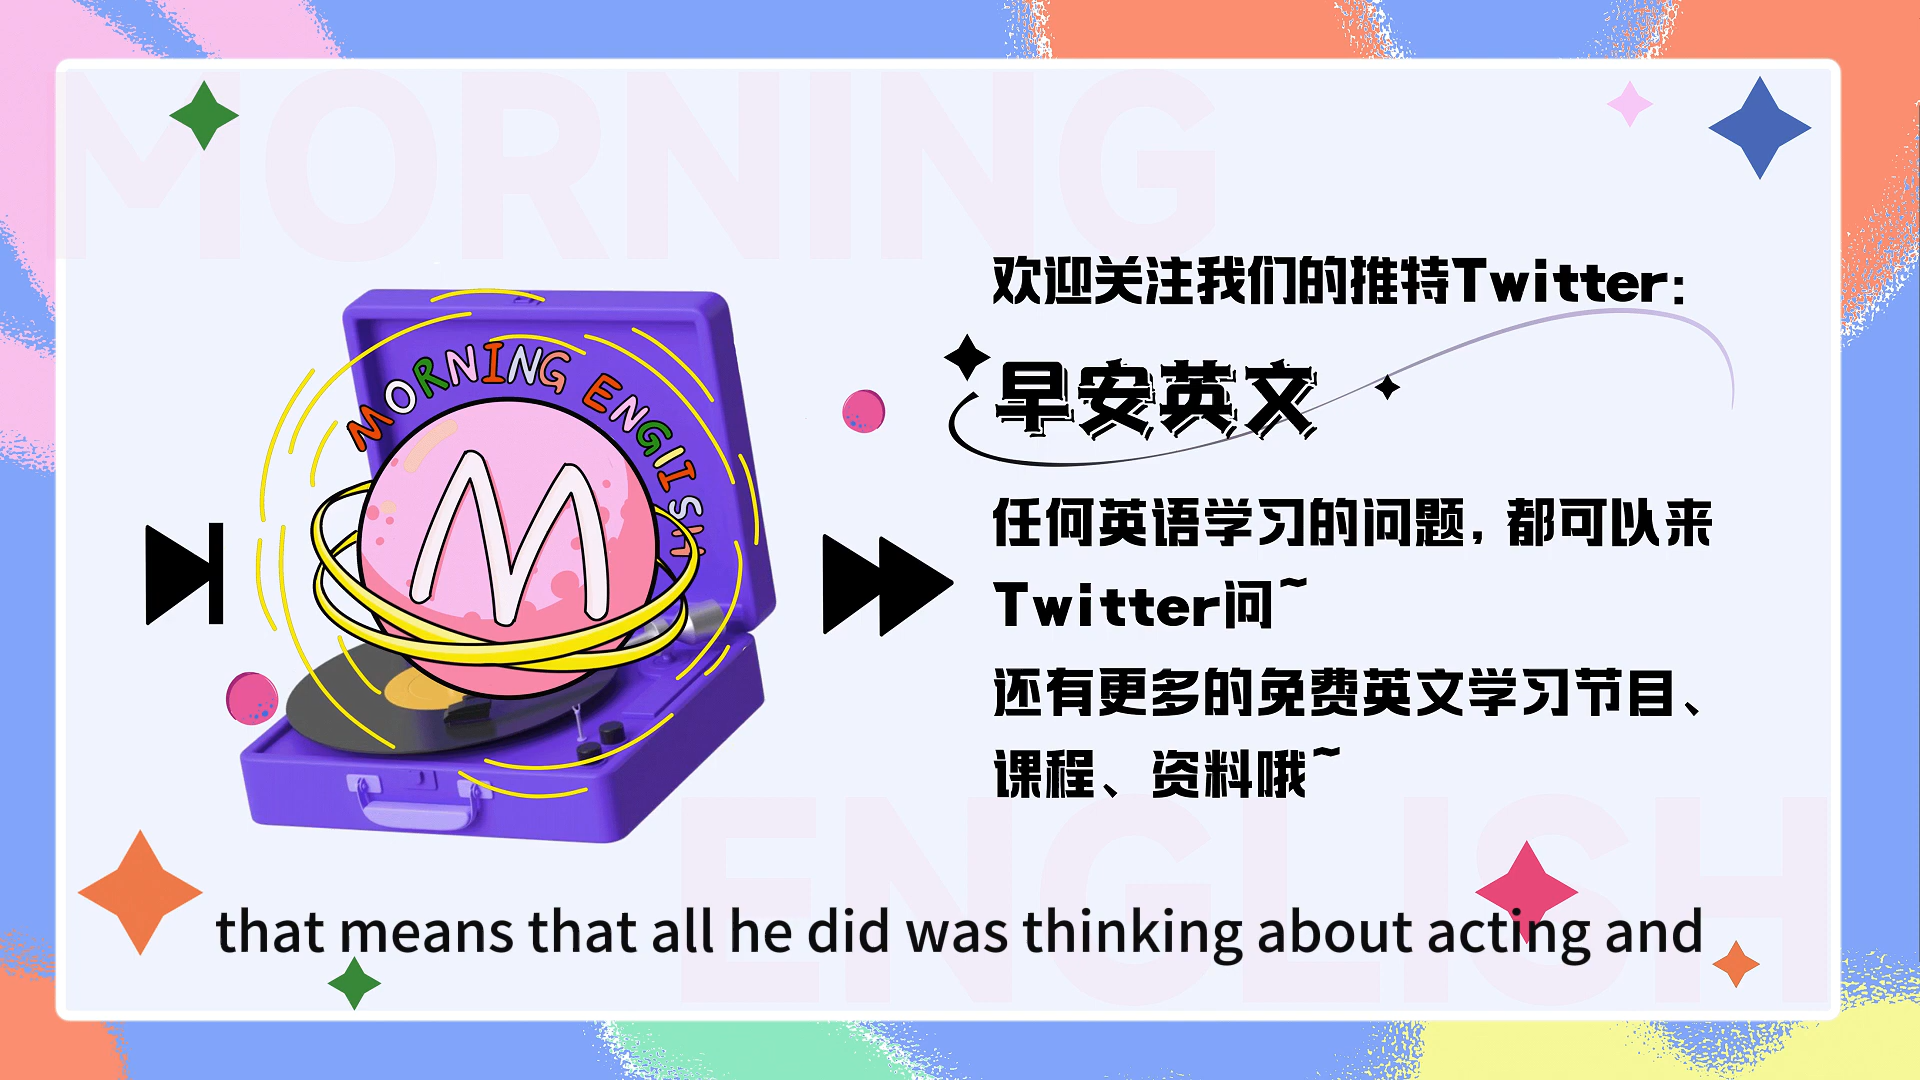 MORNING
欢迎关注我们的推特Twitter:
早安英文
MORNING ENGLISH
M
任何英语学习的问题,都可以来
Twitter问~
还有更多的免费英文学习节目、
课程、资料哦~
ENGLISH
that means that all he did was thinking about acting and